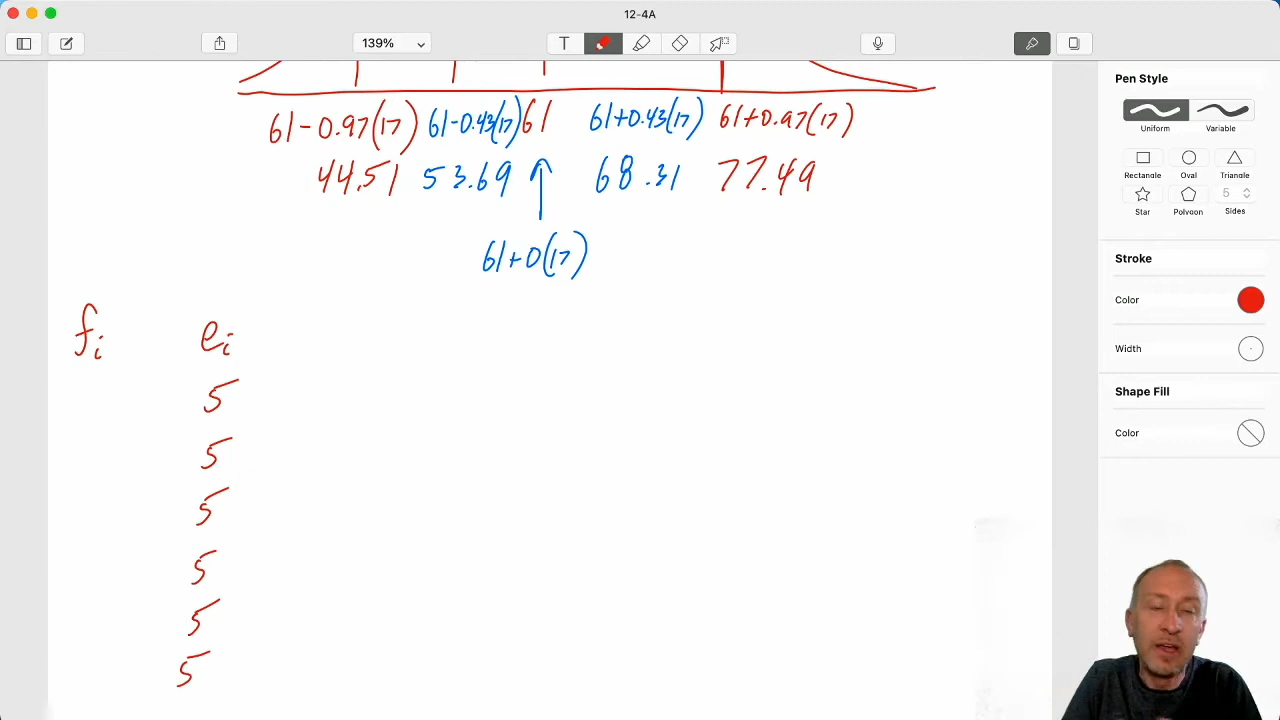 12-4A
139%
T
Pen Style
Uniform
Variable
Rectangle
Oval
Triangle
Star
Polygon
5
Sides
Stroke
Color
Width
Shape Fill
Color
61-0.97(17) 61-0.43(17) 61 61+0.43(17) 61+0.97(17)
44.51 53.69 68.31 77.49
61+0(17)
fi ei
5
5
5
5
5
5